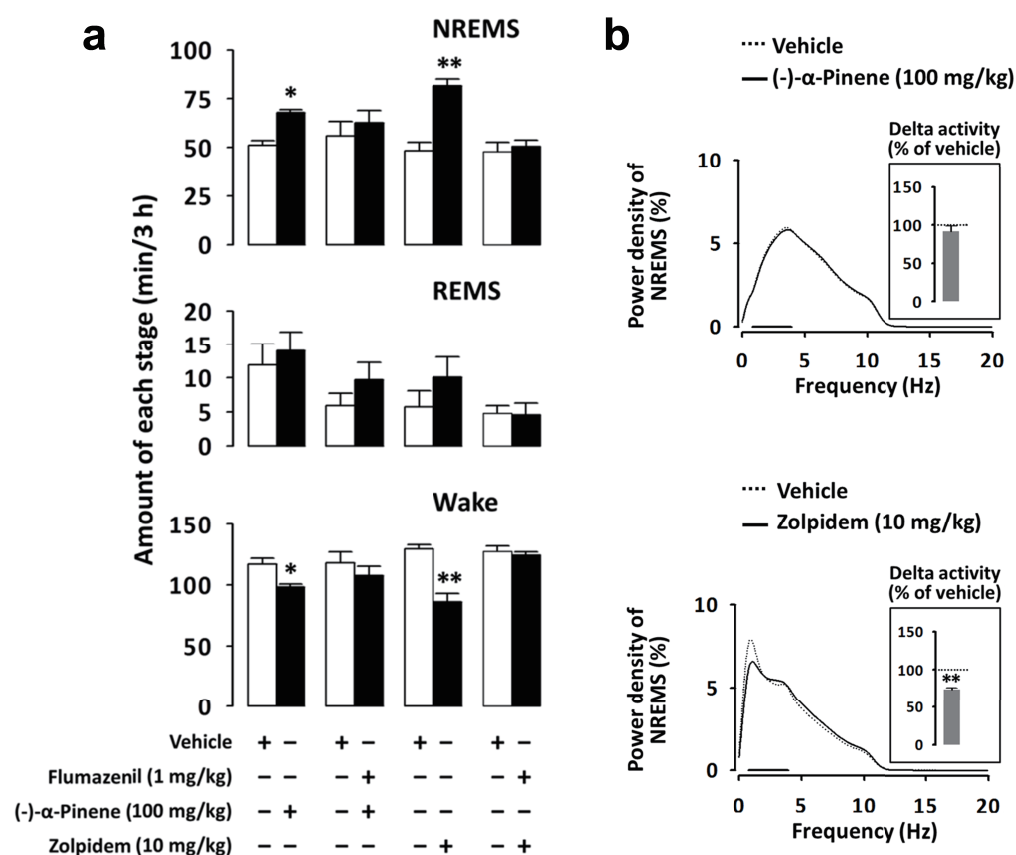 a
NREMS
100
75
50
25
0
*
**
REMS
20
15
10
5
0
Wake
150
100
50
0
*
**
Amount of each stage (min/3 h)
Vehicle + − + − + − + −
Flumazenil (1 mg/kg) − − − + − − − +
(-)-α-Pinene (100 mg/kg) − + − + − − − −
Zolpidem (10 mg/kg) − − − − − + − +
b
Vehicle
(-)-α-Pinene (100 mg/kg)
Delta activity
(% of vehicle)
150
100
50
0
Power density of
NREMS (%)
10
5
0
0 5 10 15 20
Frequency (Hz)
Vehicle
Zolpidem (10 mg/kg)
Delta activity
(% of vehicle)
150
100
50
0
**
Power density of
NREMS (%)
10
5
0
0 5 10 15 20
Frequency (Hz)